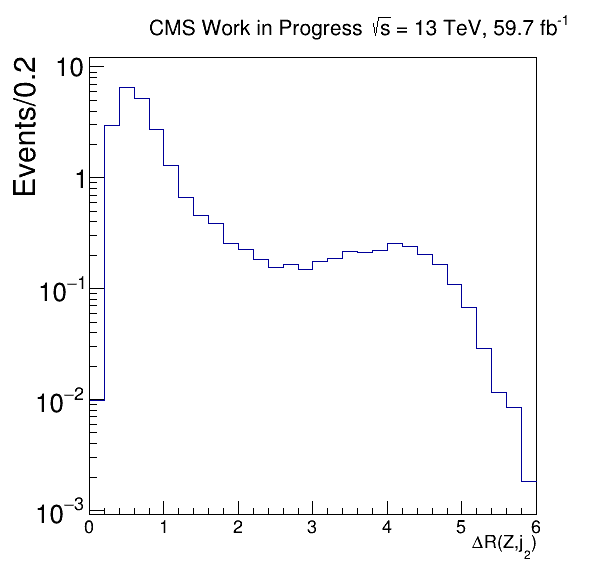 CMS Work in Progress √s = 13 TeV, 59.7 fb⁻¹
Events/0.2
10
1
10⁻¹
10⁻²
10⁻³
0 1 2 3 4 5 6
ΔR(Z,j₂)